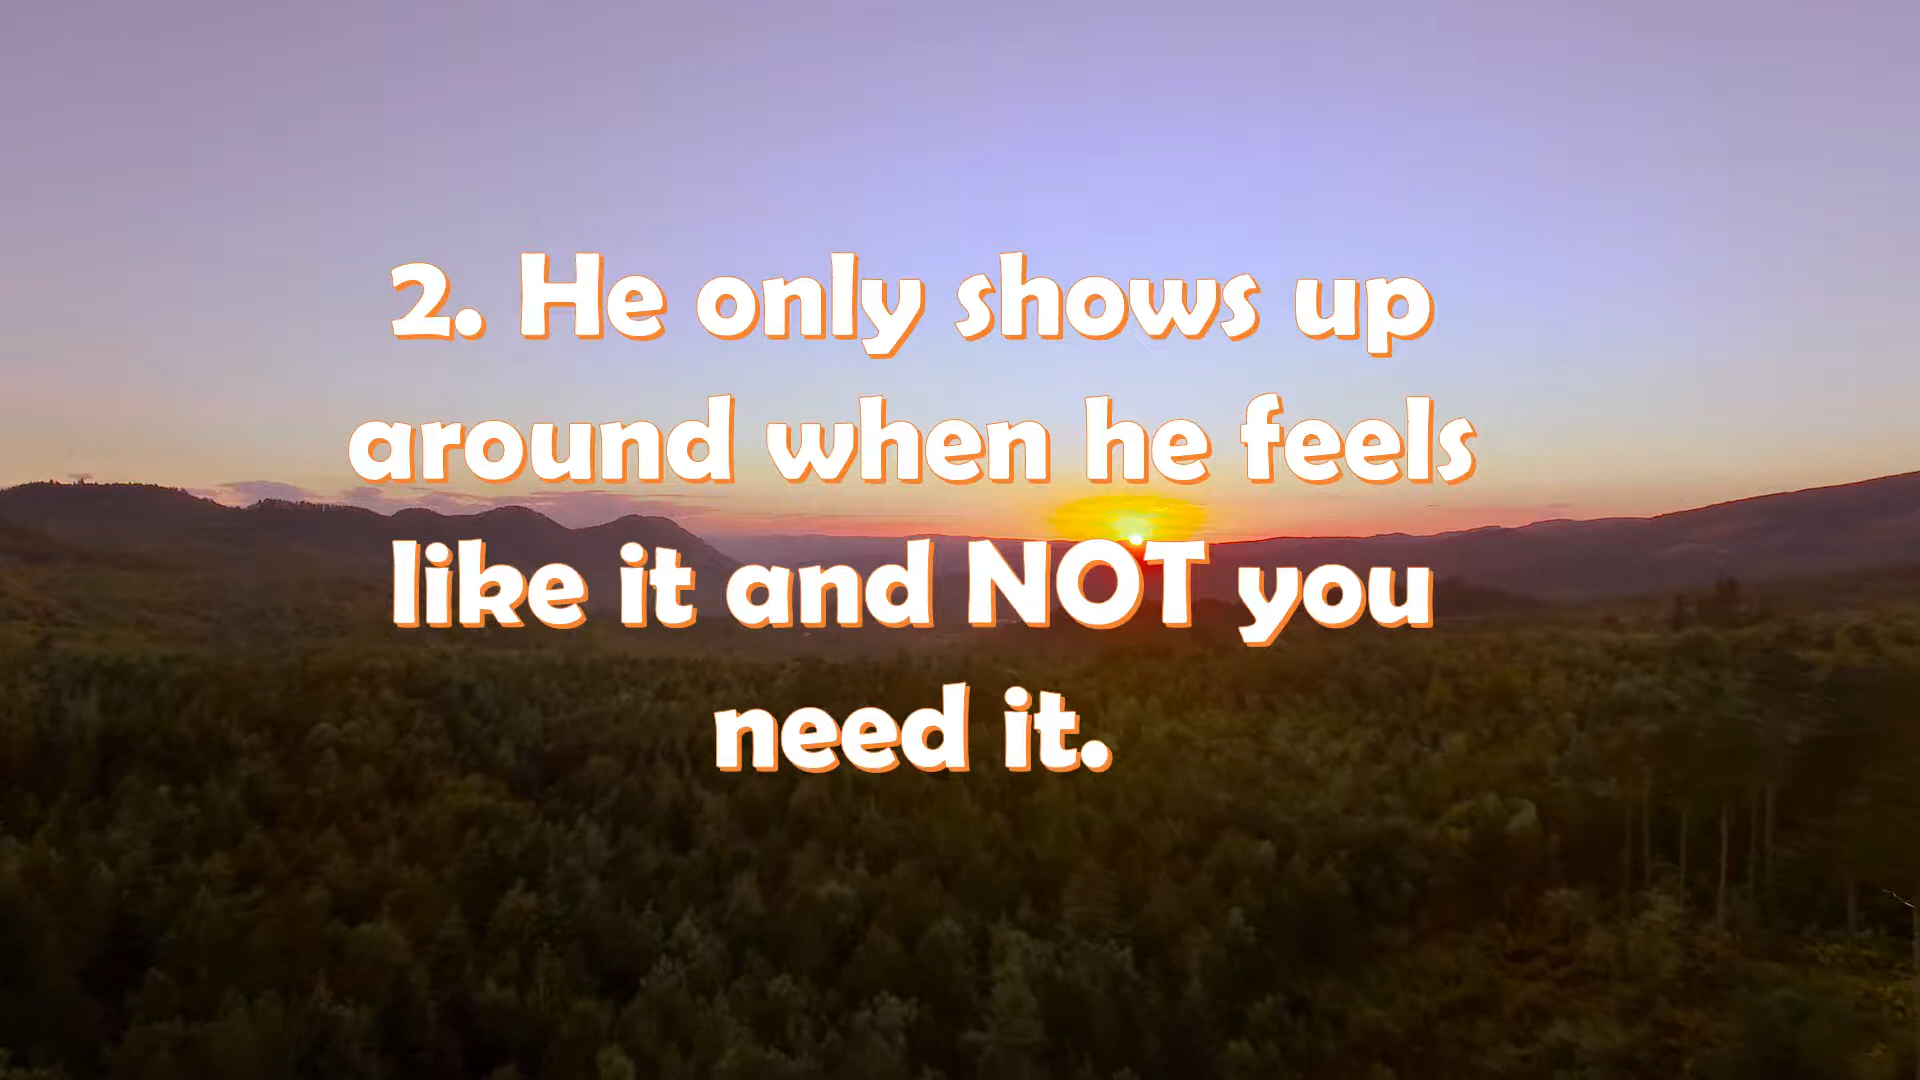 2. He only shows up
around when he feels
like it and NOT you
need it.